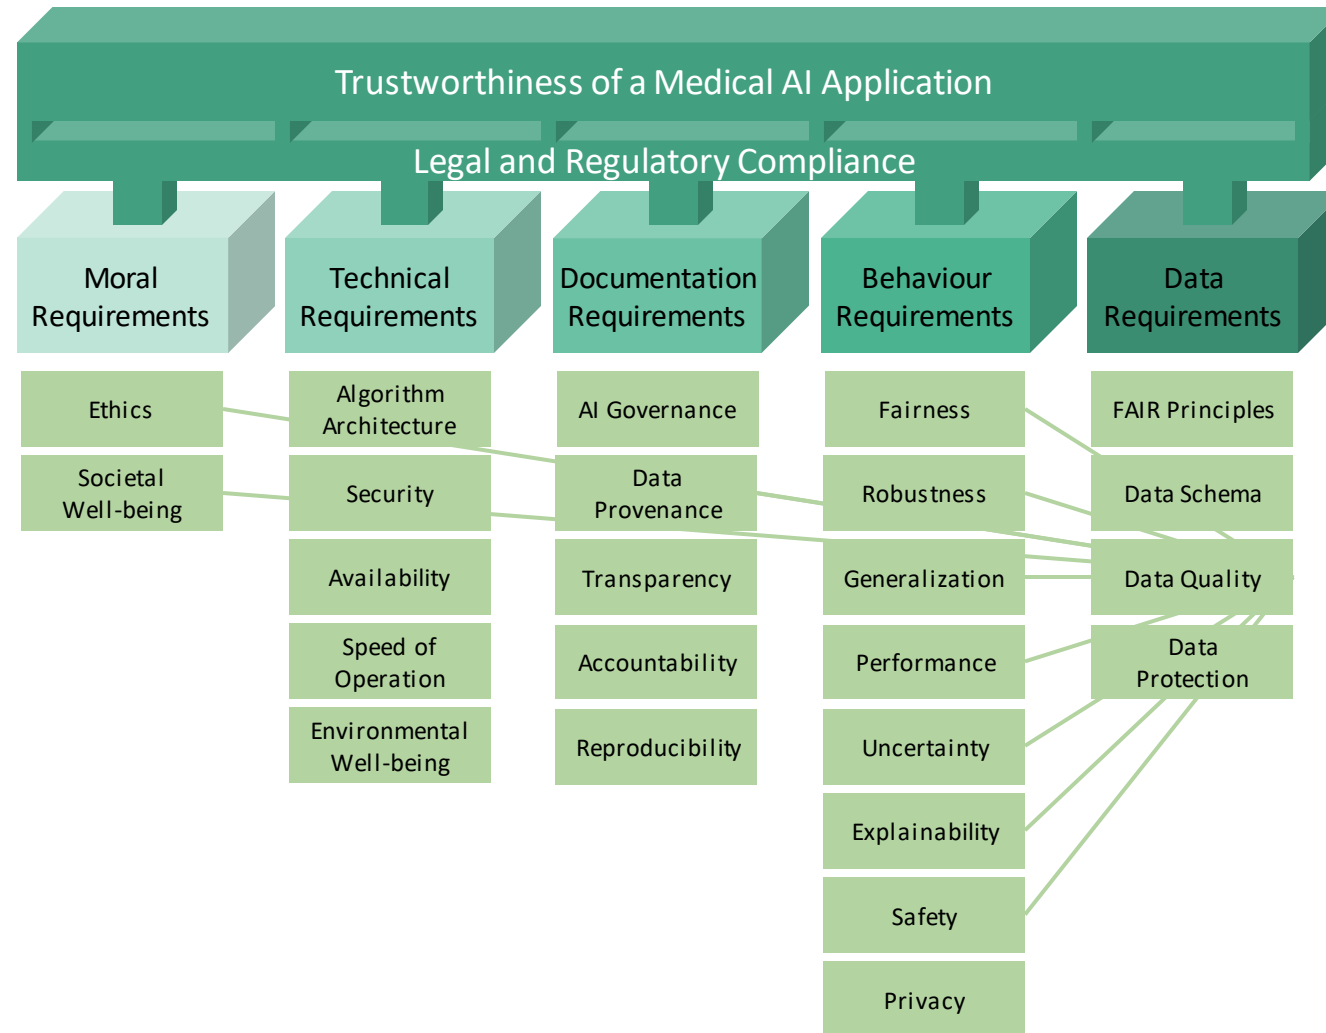 Trustworthiness of a Medical AI Application
Legal and Regulatory Compliance
Moral
Requirements
Technical
Requirements
Documentation
Requirements
Behaviour
Requirements
Data
Requirements
Ethics
Societal
Well-being
Algorithm
Architecture
Security
Availability
Speed of
Operation
Environmental
Well-being
AI Governance
Data
Provenance
Transparency
Accountability
Reproducibility
Fairness
Robustness
Generalization
Performance
Uncertainty
Explainability
Safety
Privacy
FAIR Principles
Data Schema
Data Quality
Data
Protection